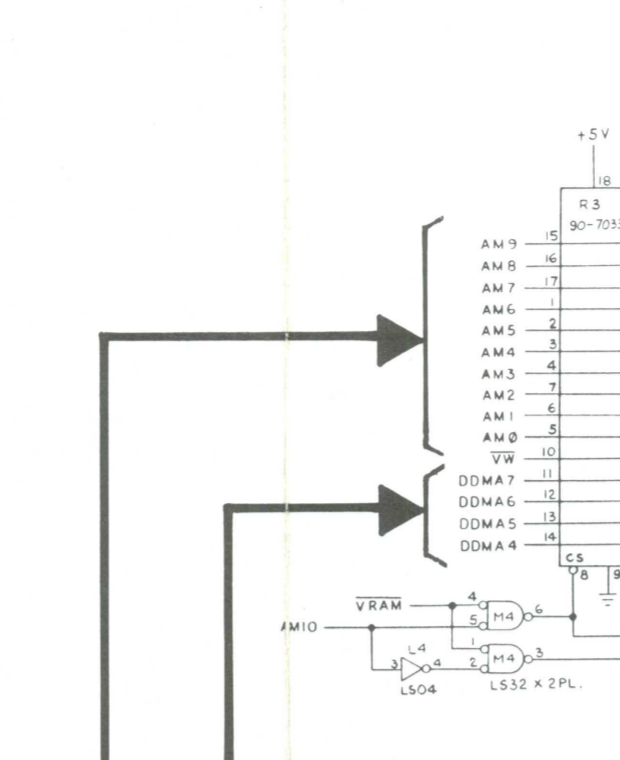 +5V
18
R3
90-703
AM9 15
AM8 16
AM7 17
AM6 1
AM5 2
AM4 3
AM3 4
AM2 7
AM1 6
AMØ 5
VW 10
DDMA7 11
DDMA6 12
DDMA5 13
DDMA4 14
CS
8 9
VRAM 4
M4 6
AM10 5
L4 1
M4 3
3 4 2
LS04
LS32 X 2PL.